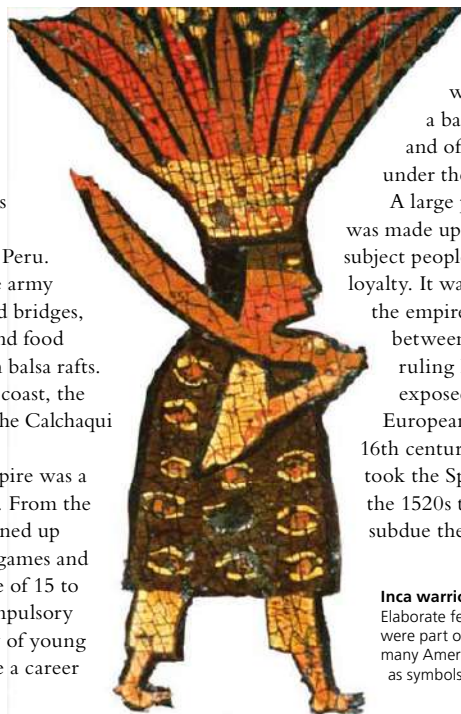 s
Peru.
e army
d bridges,
nd food
n balsa rafts.
coast, the
he Calchaqui
pire was a
. From the
ned up
games and
e of 15 to
mpulsory
of young
e a career
w
a ba
and of
under the
A large
was made up
subject people
loyalty. It wa
the empire
between
ruling
exposed
European
16th centur
took the Sp
the 1520s t
subdue the
Inca warrio
Elaborate fe
were part o
many Amer
as symbols